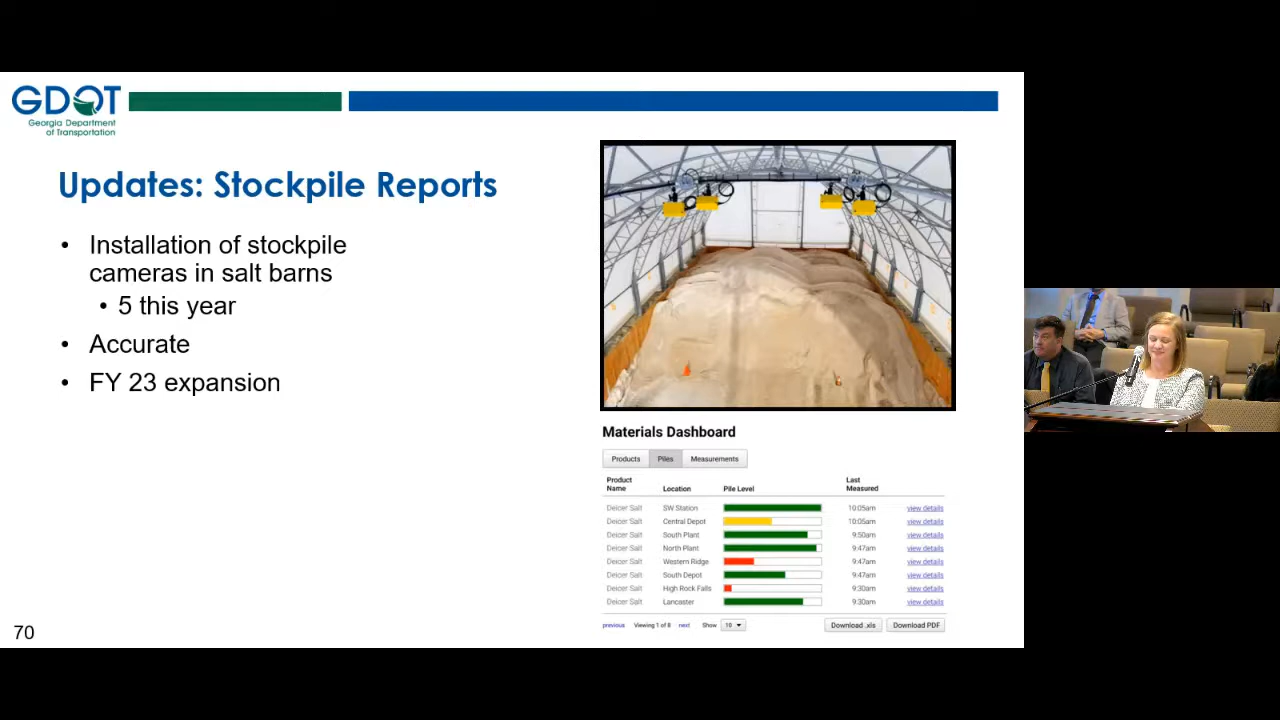 GDOT
Georgia Department
of Transportation
Updates: Stockpile Reports
• Installation of stockpile
cameras in salt barns
• 5 this year
• Accurate
• FY 23 expansion
Materials Dashboard
Products Piles Measurements
Product Name Location Pile Level Last Measured
Deicer Salt SW Station 10:05am view details
Deicer Salt Central Depot 10:05am view details
Deicer Salt South Plant 9:50am view details
Deicer Salt North Plant 9:47am view details
Deicer Salt Western Ridge 9:47am view details
Deicer Salt South Depot 9:47am view details
Deicer Salt High Rock Falls 9:30am view details
Deicer Salt Lancaster 9:30am view details
previous Viewing 1 of 8 next Show 10 Download .xls Download PDF
70